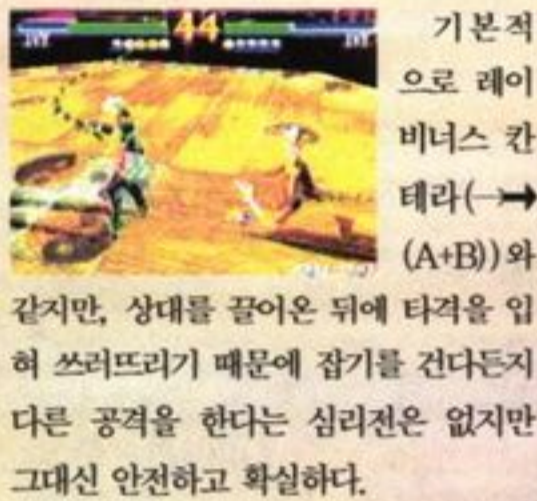 44
기본적
으로 레이
비너스 칸
테라(→➡
(A+B))와
같지만, 상대를 끌어온 뒤에 타격을 입
혀 쓰러뜨리기 때문에 잡기를 건다든지
다른 공격을 한다는 심리전은 없지만
그대신 안전하고 확실하다.